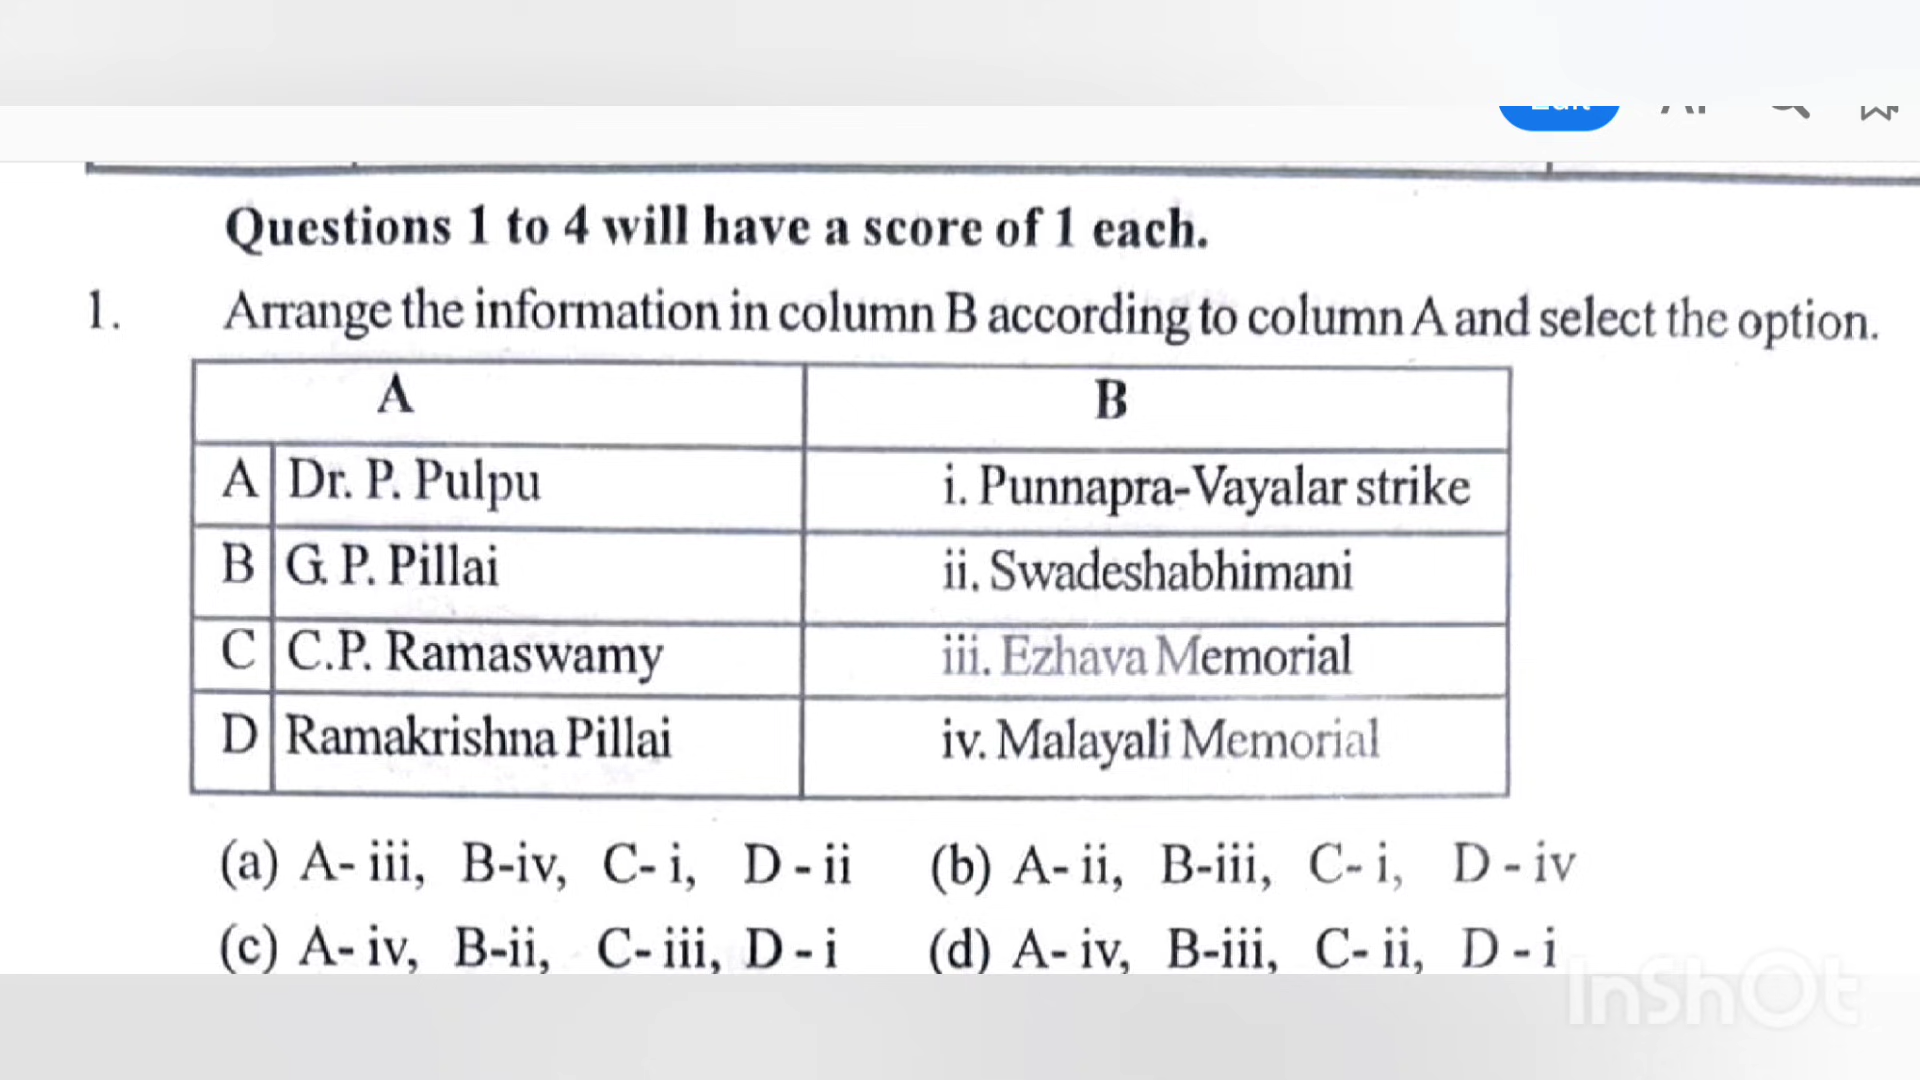 Questions 1 to 4 will have a score of 1 each.
1. Arrange the information in column B according to column A and select the option.
A B
A Dr. P. Pulpu i. Punnapra-Vayalar strike
B G. P. Pillai ii. Swadeshabhimani
C C.P. Ramaswamy iii. Ezhava Memorial
D Ramakrishna Pillai iv. Malayali Memorial
(a) A- iii, B-iv, C- i, D - ii (b) A- ii, B-iii, C- i, D - iv
(c) A- iv, B-ii, C- iii, D - i (d) A- iv, B-iii, C- ii, D - i
InShOt